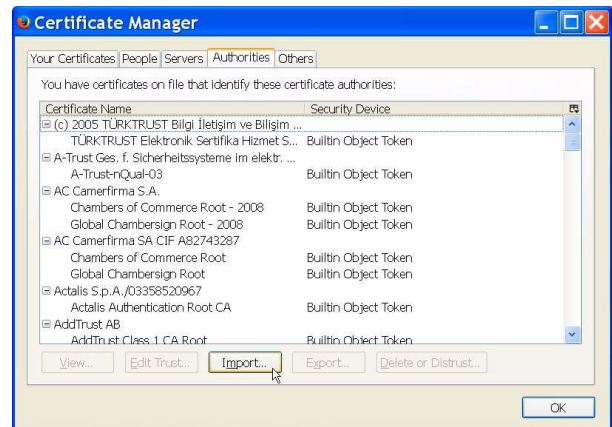 Certificate Manager
Your Certificates People Servers Authorities Others
You have certificates on file that identify these certificate authorities:
Certificate Name Security Device
(c) 2005 TÜRKTRUST Bilgi İletişim ve Bilişim ...
TÜRKTRUST Elektronik Sertifika Hizmet S... Builtin Object Token
A-Trust Ges. f. Sicherheitssysteme im elektr. ...
A-Trust-nQual-03 Builtin Object Token
AC Camerfirma S.A.
Chambers of Commerce Root - 2008 Builtin Object Token
Global Chambersign Root - 2008 Builtin Object Token
AC Camerfirma SA CIF A82743287
Chambers of Commerce Root Builtin Object Token
Global Chambersign Root Builtin Object Token
Actalis S.p.A./03358520967
Actalis Authentication Root CA Builtin Object Token
AddTrust AB
AddTrust Class 1 CA Root Builtin Object Token
View... Edit Trust... Import... Export... Delete or Distrust...
OK